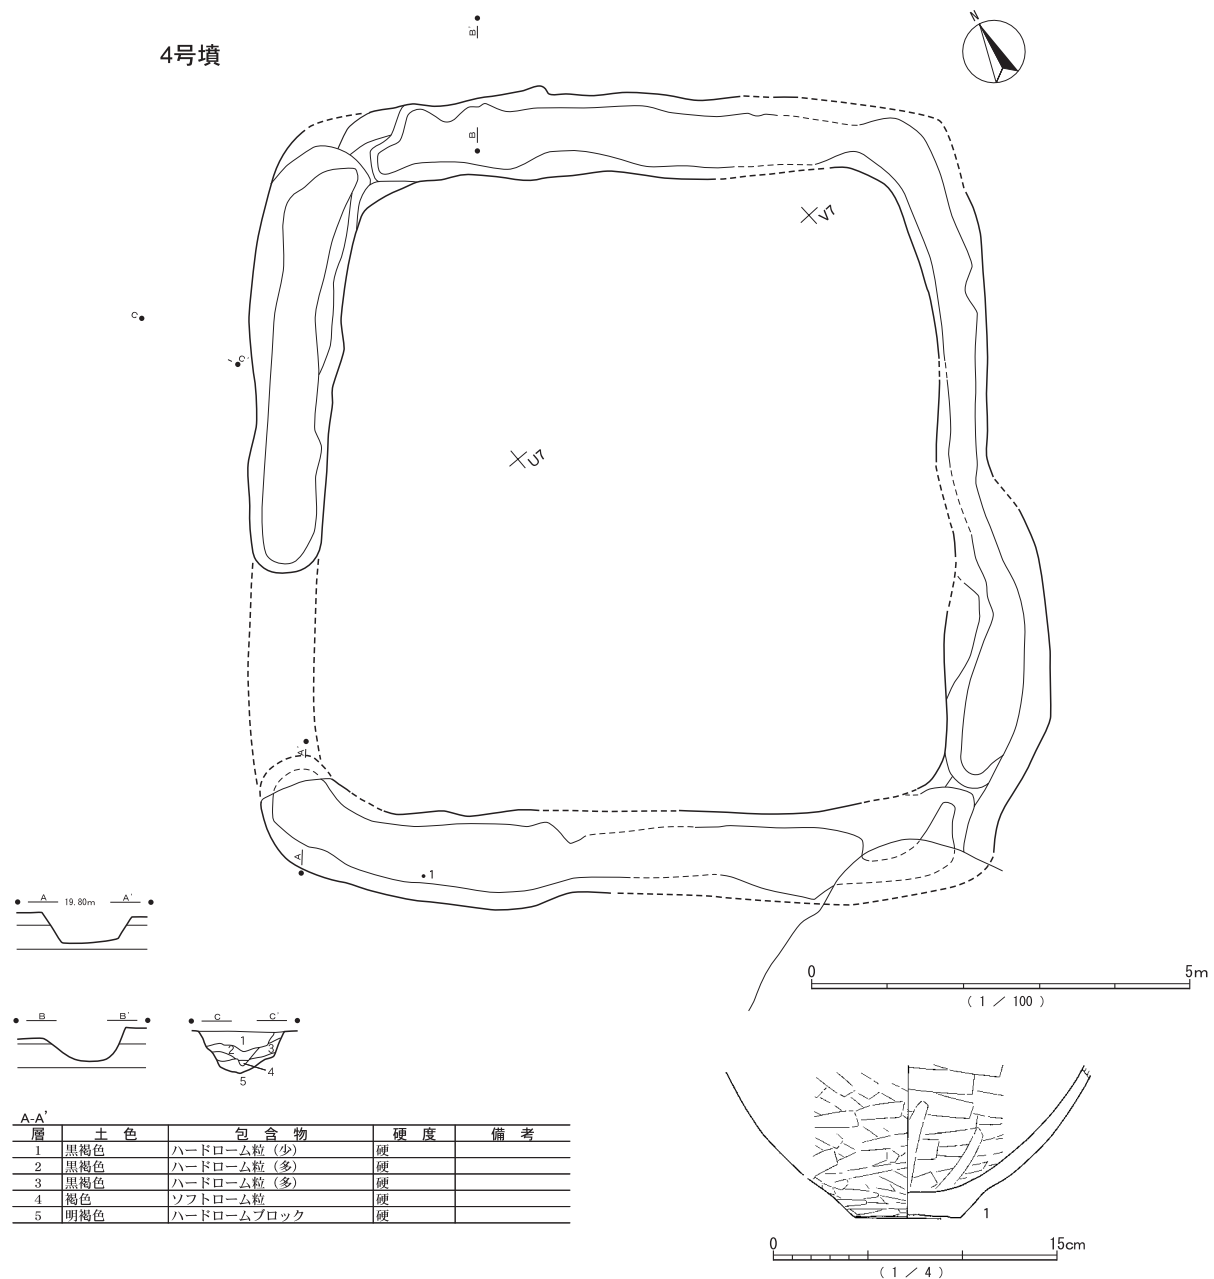 4号墳
N
B'
B
V7
C
C'
U7
A'
A
1
A 19.80m A'
0 5m
( 1 / 100 )
B B'
C C'
1
2
3
4
5
A-A'
層 土 色 包 含 物 硬 度 備 考
1 黒褐色 ハードローム粒（少） 硬
2 黒褐色 ハードローム粒（多） 硬
3 黒褐色 ハードローム粒（多） 硬
4 褐色 ソフトローム粒 硬
5 明褐色 ハードロームブロック 硬
1
0 15cm
( 1 / 4 )